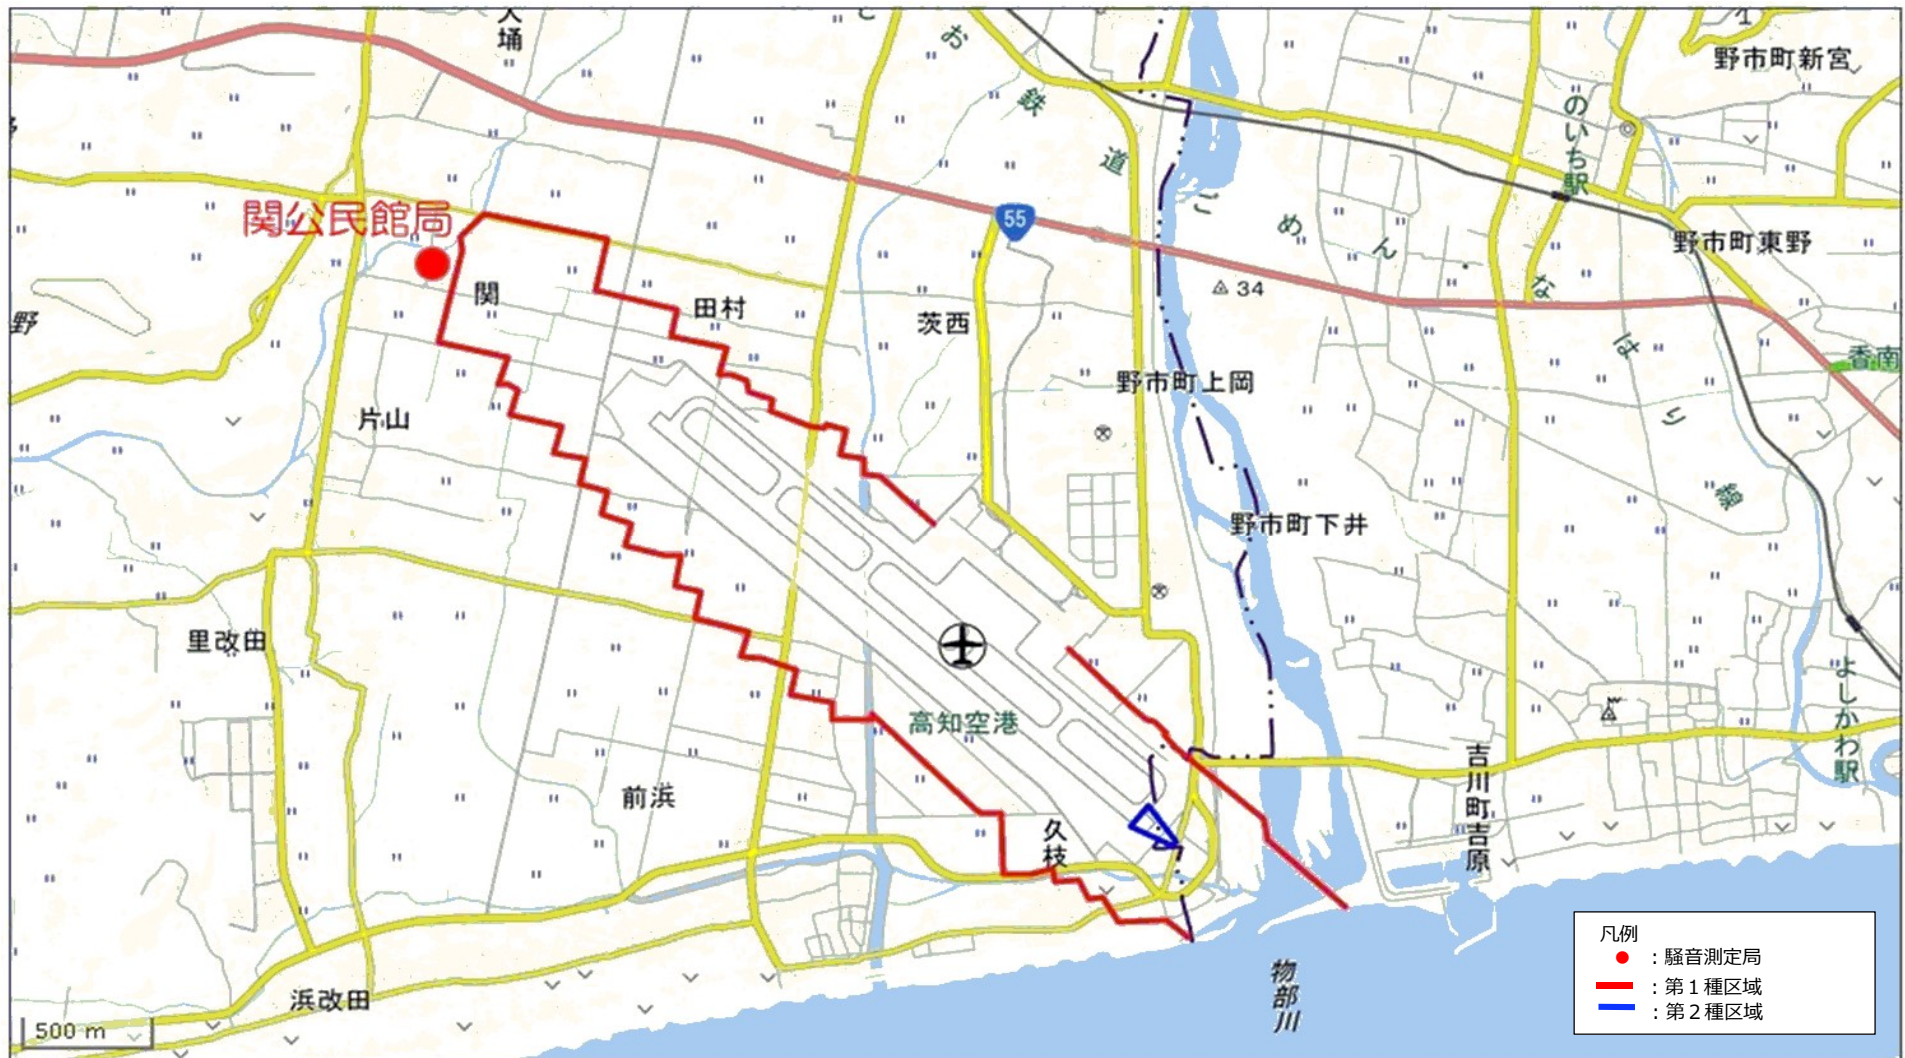 大埇
野市町新宮
のいち駅
関公民館局
55
野市町東野
ごめん・なはり線
34
関
田村
茨西
野
香南
野市町上岡
片山
野市町下井
里改田
高知空港
よしかわ駅
吉川町吉原
前浜
久枝
物部川
浜改田
500 m
凡例
：騒音測定局
：第１種区域
：第２種区域